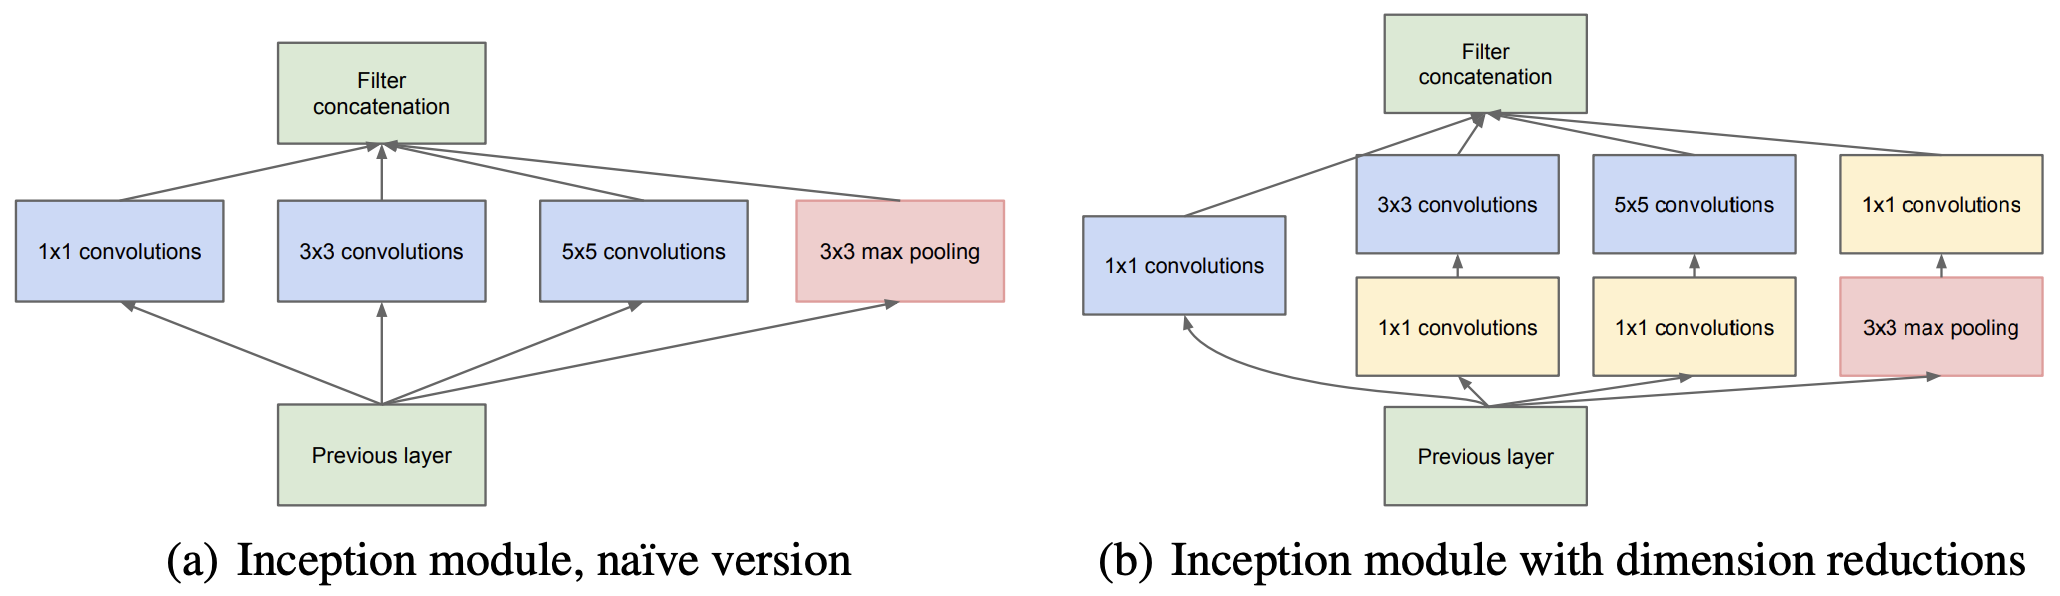 Filter
concatenation
1x1 convolutions
3x3 convolutions
5x5 convolutions
3x3 max pooling
Previous layer
(a) Inception module, naïve version
Filter
concatenation
3x3 convolutions
5x5 convolutions
1x1 convolutions
1x1 convolutions
1x1 convolutions
1x1 convolutions
3x3 max pooling
Previous layer
(b) Inception module with dimension reductions